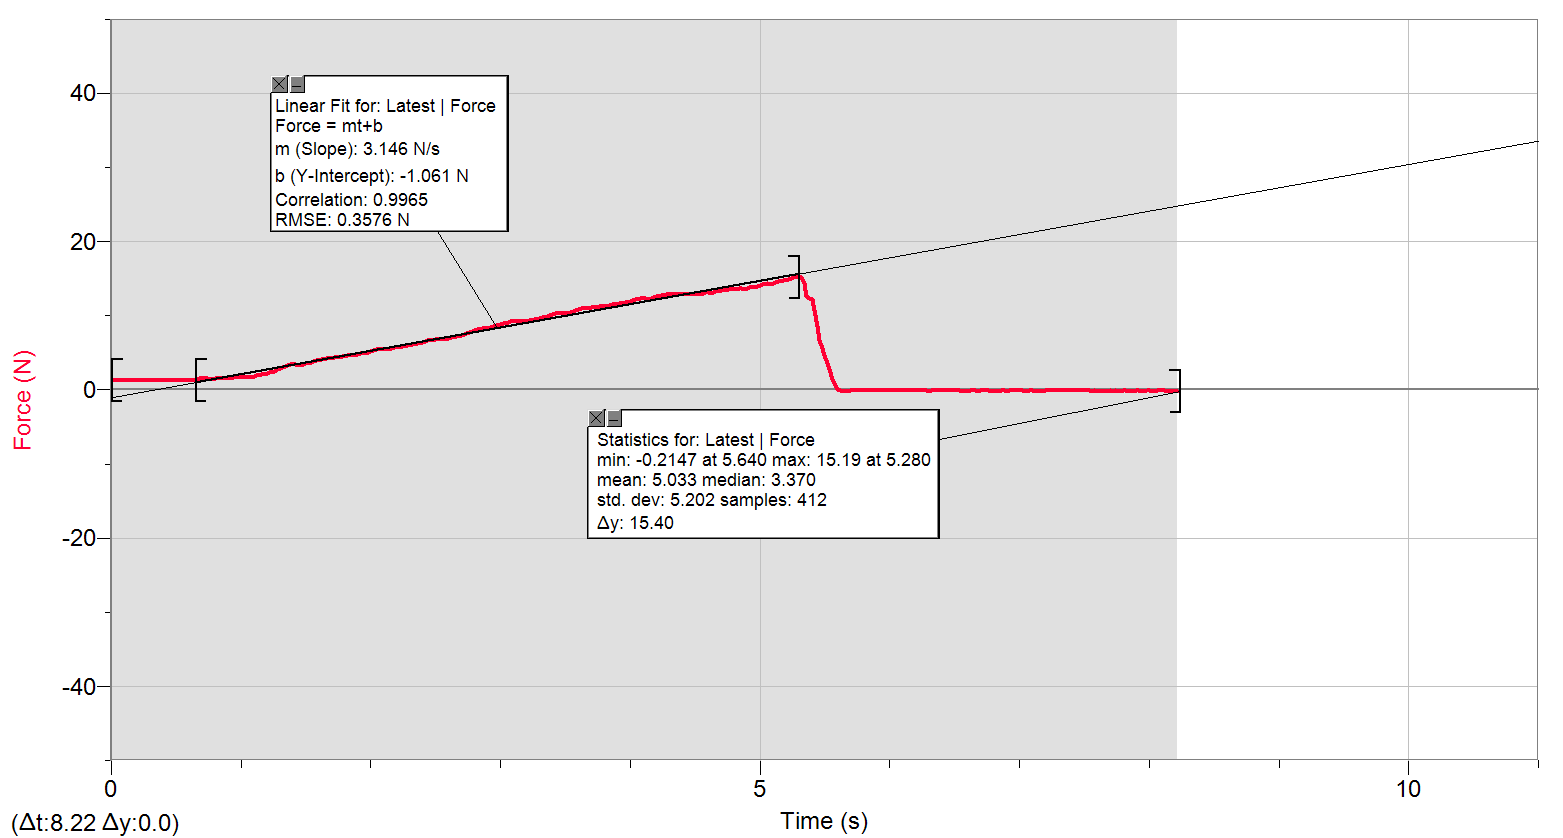 40
20
0
-20
-40
Force (N)
Linear Fit for: Latest | Force
Force = mt+b
m (Slope): 3.146 N/s
b (Y-Intercept): -1.061 N
Correlation: 0.9965
RMSE: 0.3576 N
Statistics for: Latest | Force
min: -0.2147 at 5.640 max: 15.19 at 5.280
mean: 5.033 median: 3.370
std. dev: 5.202 samples: 412
Δy: 15.40
0 5 10
(Δt:8.22 Δy:0.0)
Time (s)